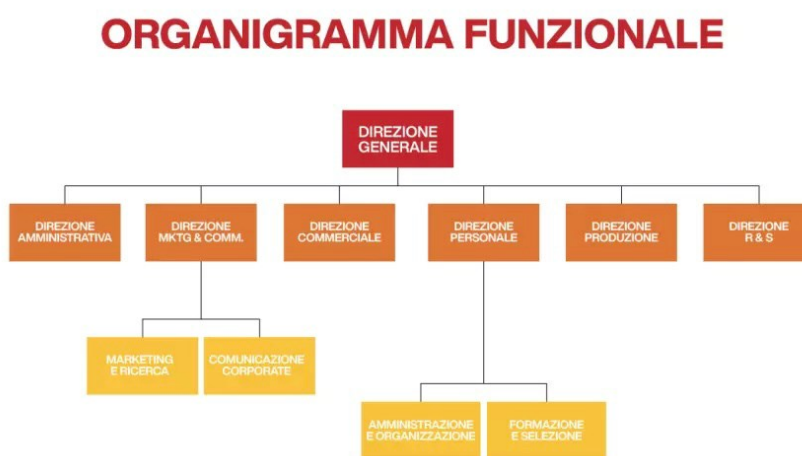 ORGANIGRAMMA FUNZIONALE
DIREZIONE
GENERALE
DIREZIONE
AMMINISTRATIVA
DIREZIONE
MKTG & COMM.
DIREZIONE
COMMERCIALE
DIREZIONE
PERSONALE
DIREZIONE
PRODUZIONE
DIREZIONE
R & S
MARKETING
E RICERCA
COMUNICAZIONE
CORPORATE
AMMINISTRAZIONE
E ORGANIZZAZIONE
FORMAZIONE
E SELEZIONE